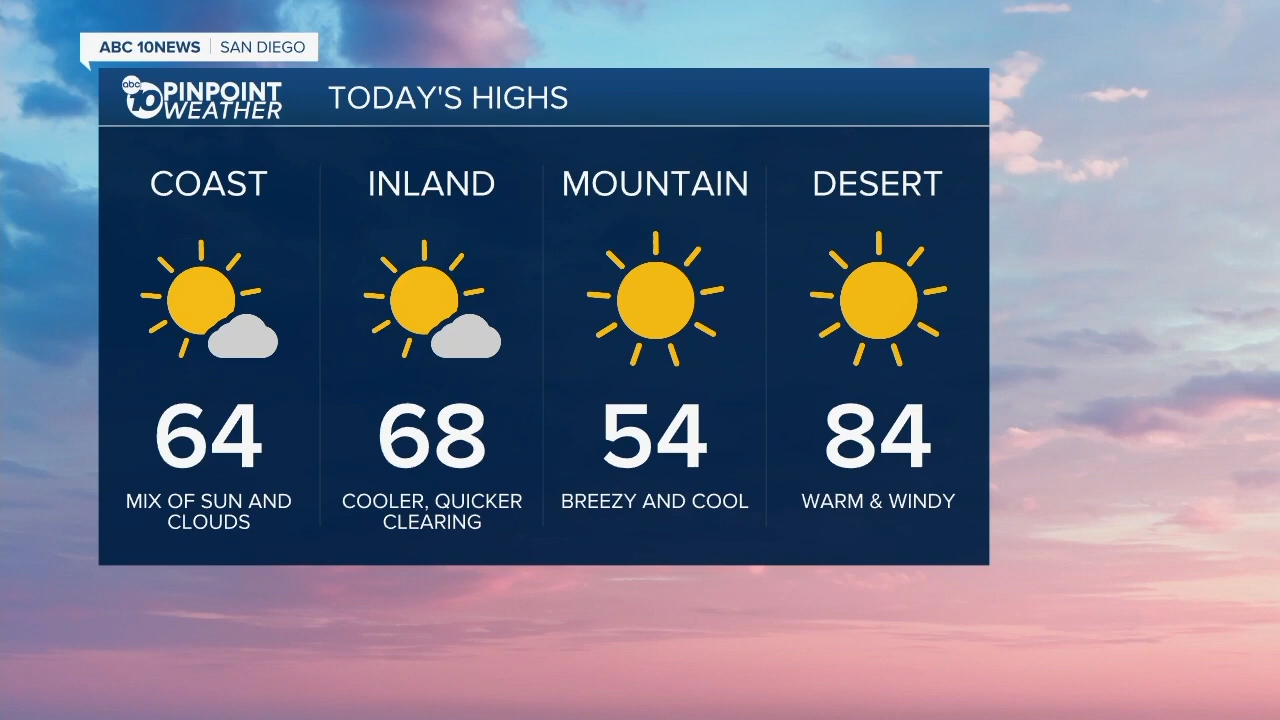 ABC 10NEWS | SAN DIEGO
abc 10 PINPOINT WEATHER
TODAY'S HIGHS
COAST
64
MIX OF SUN AND
CLOUDS
INLAND
68
COOLER, QUICKER
CLEARING
MOUNTAIN
54
BREEZY AND COOL
DESERT
84
WARM & WINDY